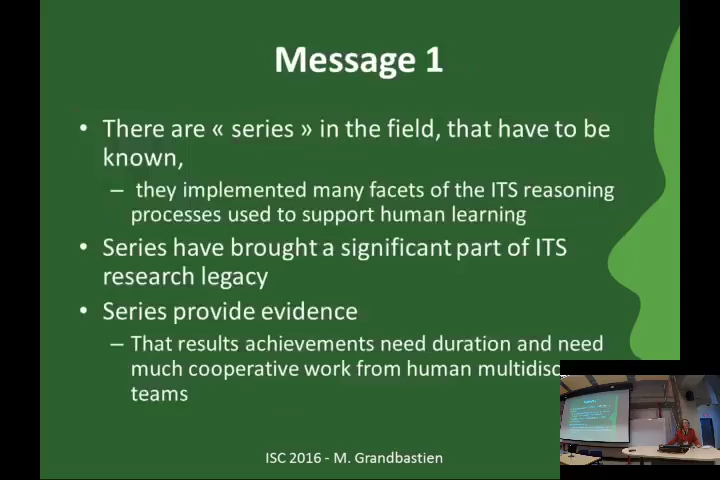 Message 1
• There are « series » in the field, that have to be
known,
– they implemented many facets of the ITS reasoning
processes used to support human learning
• Series have brought a significant part of ITS
research legacy
• Series provide evidence
– That results achievements need duration and need
much cooperative work from human
teams
ISC 2016 - M. Grandbastien